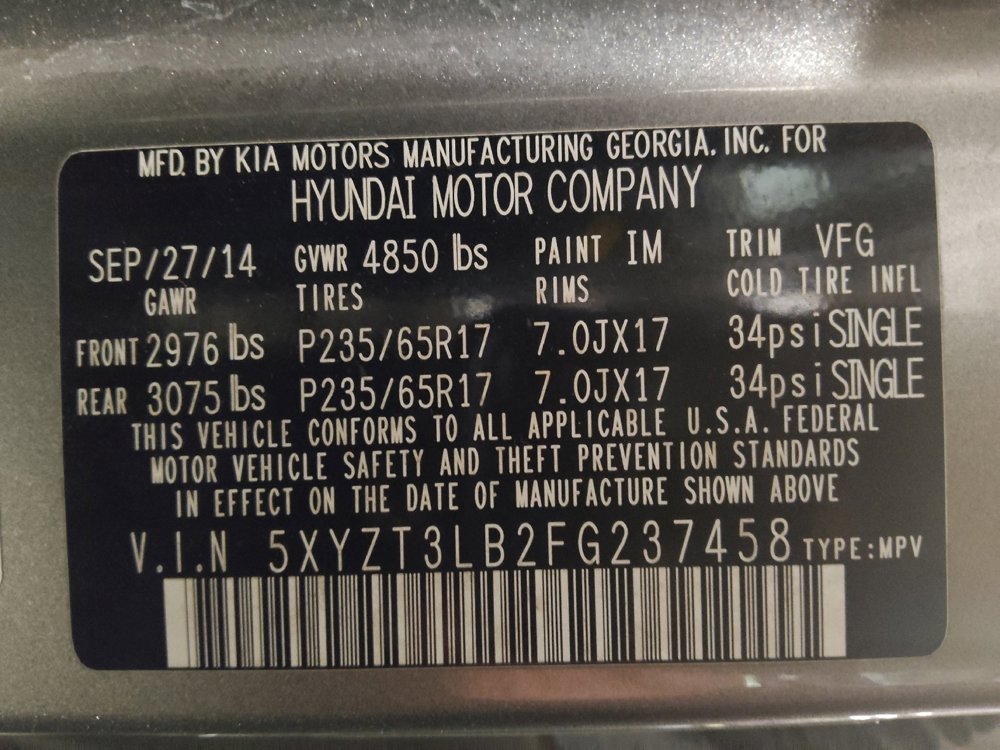 MFD. BY KIA MOTORS MANUFACTURING GEORGIA, INC. FOR
HYUNDAI MOTOR COMPANY
SEP/27/14 GVWR 4850 lbs PAINT IM TRIM VFG
GAWR TIRES RIMS COLD TIRE INFL
FRONT 2976 lbs P235/65R17 7.0JX17 34psi SINGLE
REAR 3075 lbs P235/65R17 7.0JX17 34psi SINGLE
THIS VEHICLE CONFORMS TO ALL APPLICABLE U.S.A. FEDERAL
MOTOR VEHICLE SAFETY AND THEFT PREVENTION STANDARDS
IN EFFECT ON THE DATE OF MANUFACTURE SHOWN ABOVE
V.I.N 5XYZT3LB2FG237458 TYPE:MPV